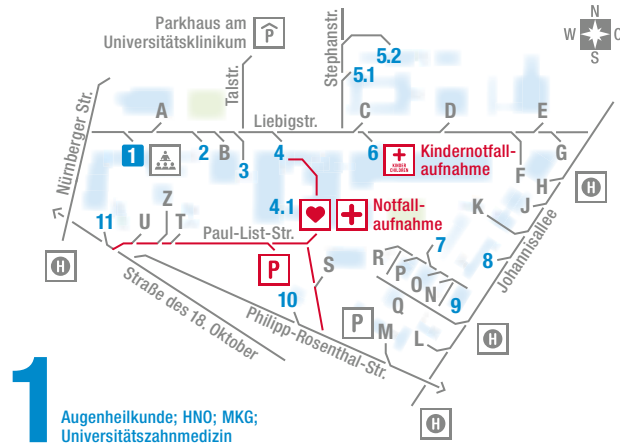 Parkhaus am
Universitätsklinikum
P
Stephanstr.
5.2
5.1
N
W
O
S
Nürnberger Str.
Talstr.
A
Liebigstr.
C
D
E
1
2
B
3
4
6
KINDER
CHILDREN
Kindernotfall-
aufnahme
F
G
H
H
J
K
Johannisallee
4.1
Notfall-
aufnahme
Z
U
T
11
Paul-List-Str.
P
S
R
P
O
N
7
8
9
Q
H
Straße des 18. Oktober
10
Philipp-Rosenthal-Str.
P
M
L
H
H
1
Augenheilkunde; HNO; MKG;
Universitätszahnmedizin